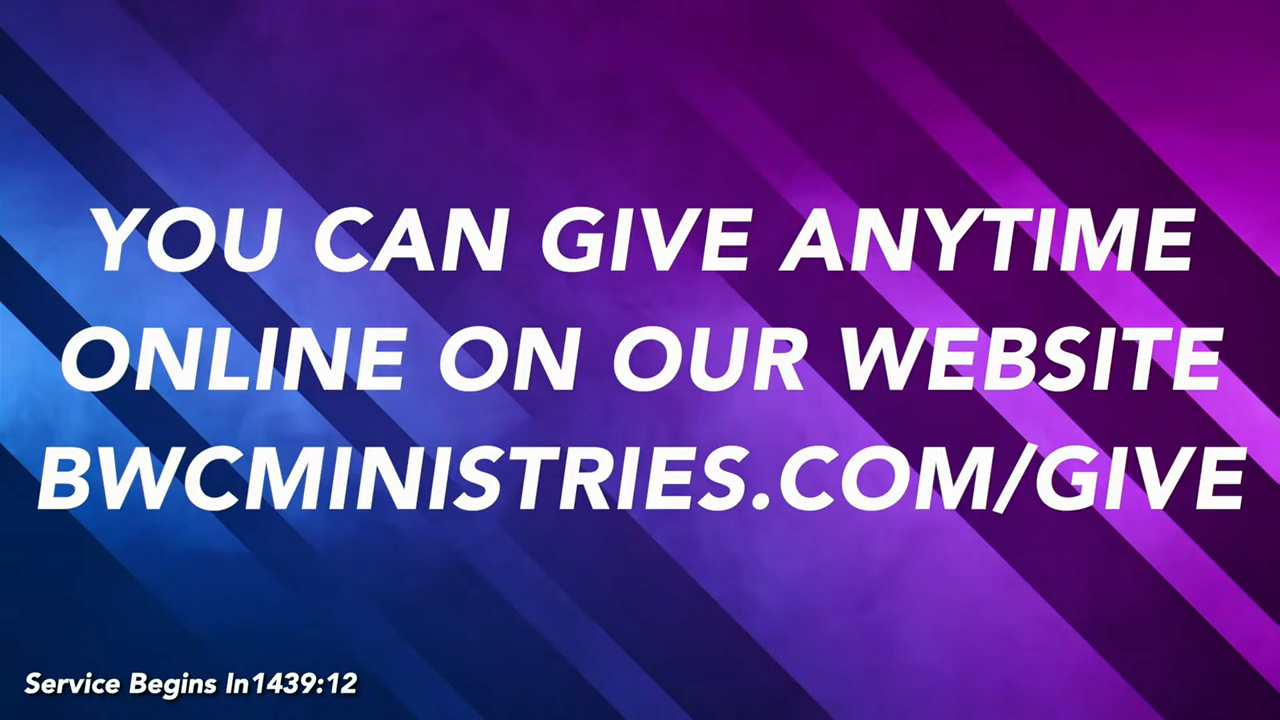 YOU CAN GIVE ANYTIME
ONLINE ON OUR WEBSITE
BWCMINISTRIES.COM/GIVE
Service Begins In1439:12